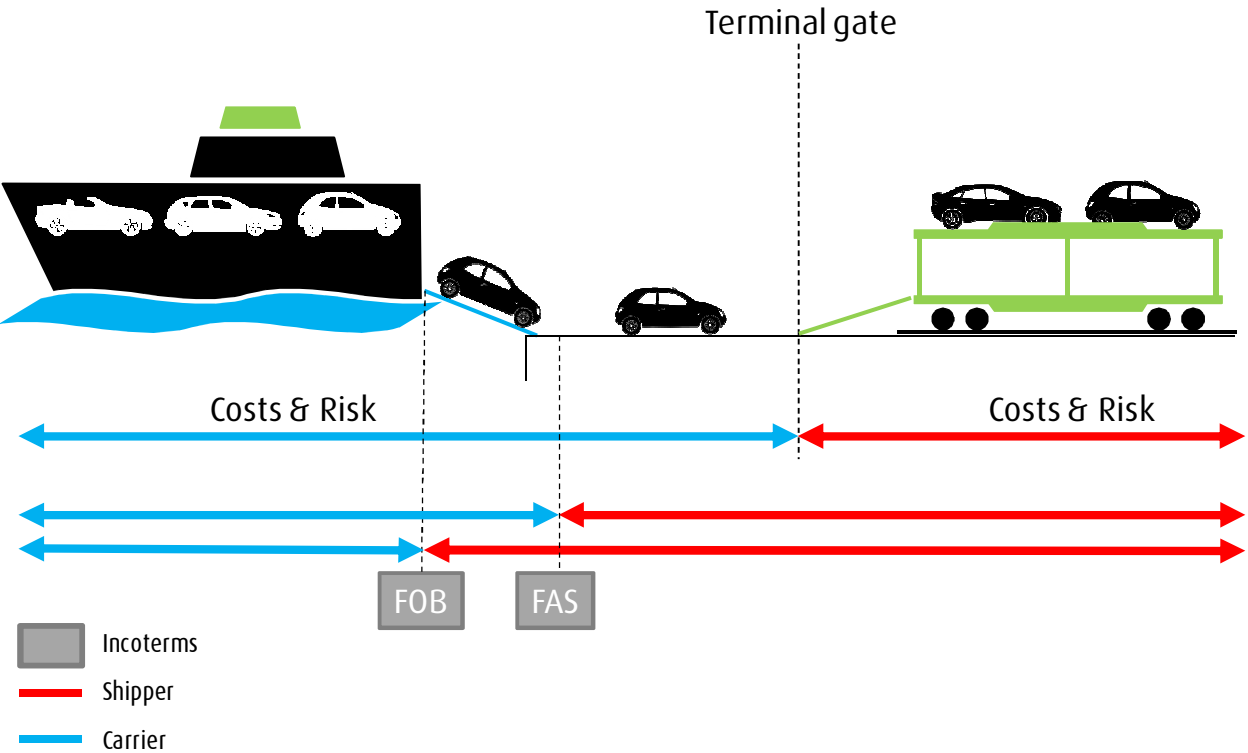 Terminal gate
Costs & Risk
Costs & Risk
FOB
FAS
Incoterms
Shipper
Carrier